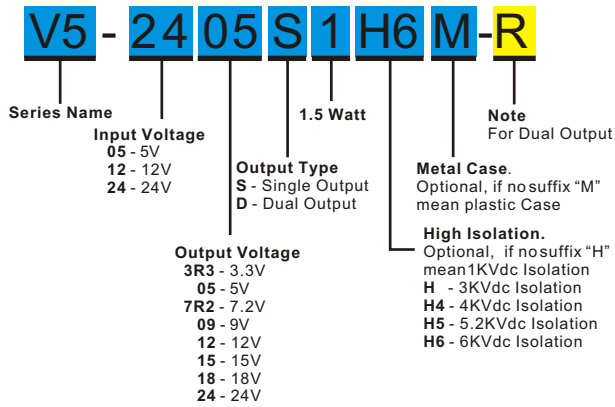 V5 - 24 05 S 1 H6 M - R
Series Name
Input Voltage
05 - 5V
12 - 12V
24 - 24V
Output Voltage
3R3 - 3.3V
05 - 5V
7R2 - 7.2V
09 - 9V
12 - 12V
15 - 15V
18 - 18V
24 - 24V
Output Type
S - Single Output
D - Dual Output
1.5 Watt
High Isolation.
Optional, if no suffix “H”
mean1KVdc Isolation
H - 3KVdc Isolation
H4 - 4KVdc Isolation
H5 - 5.2KVdc Isolation
H6 - 6KVdc Isolation
Metal Case.
Optional, if no suffix “M”
mean plastic Case
Note
For Dual Output